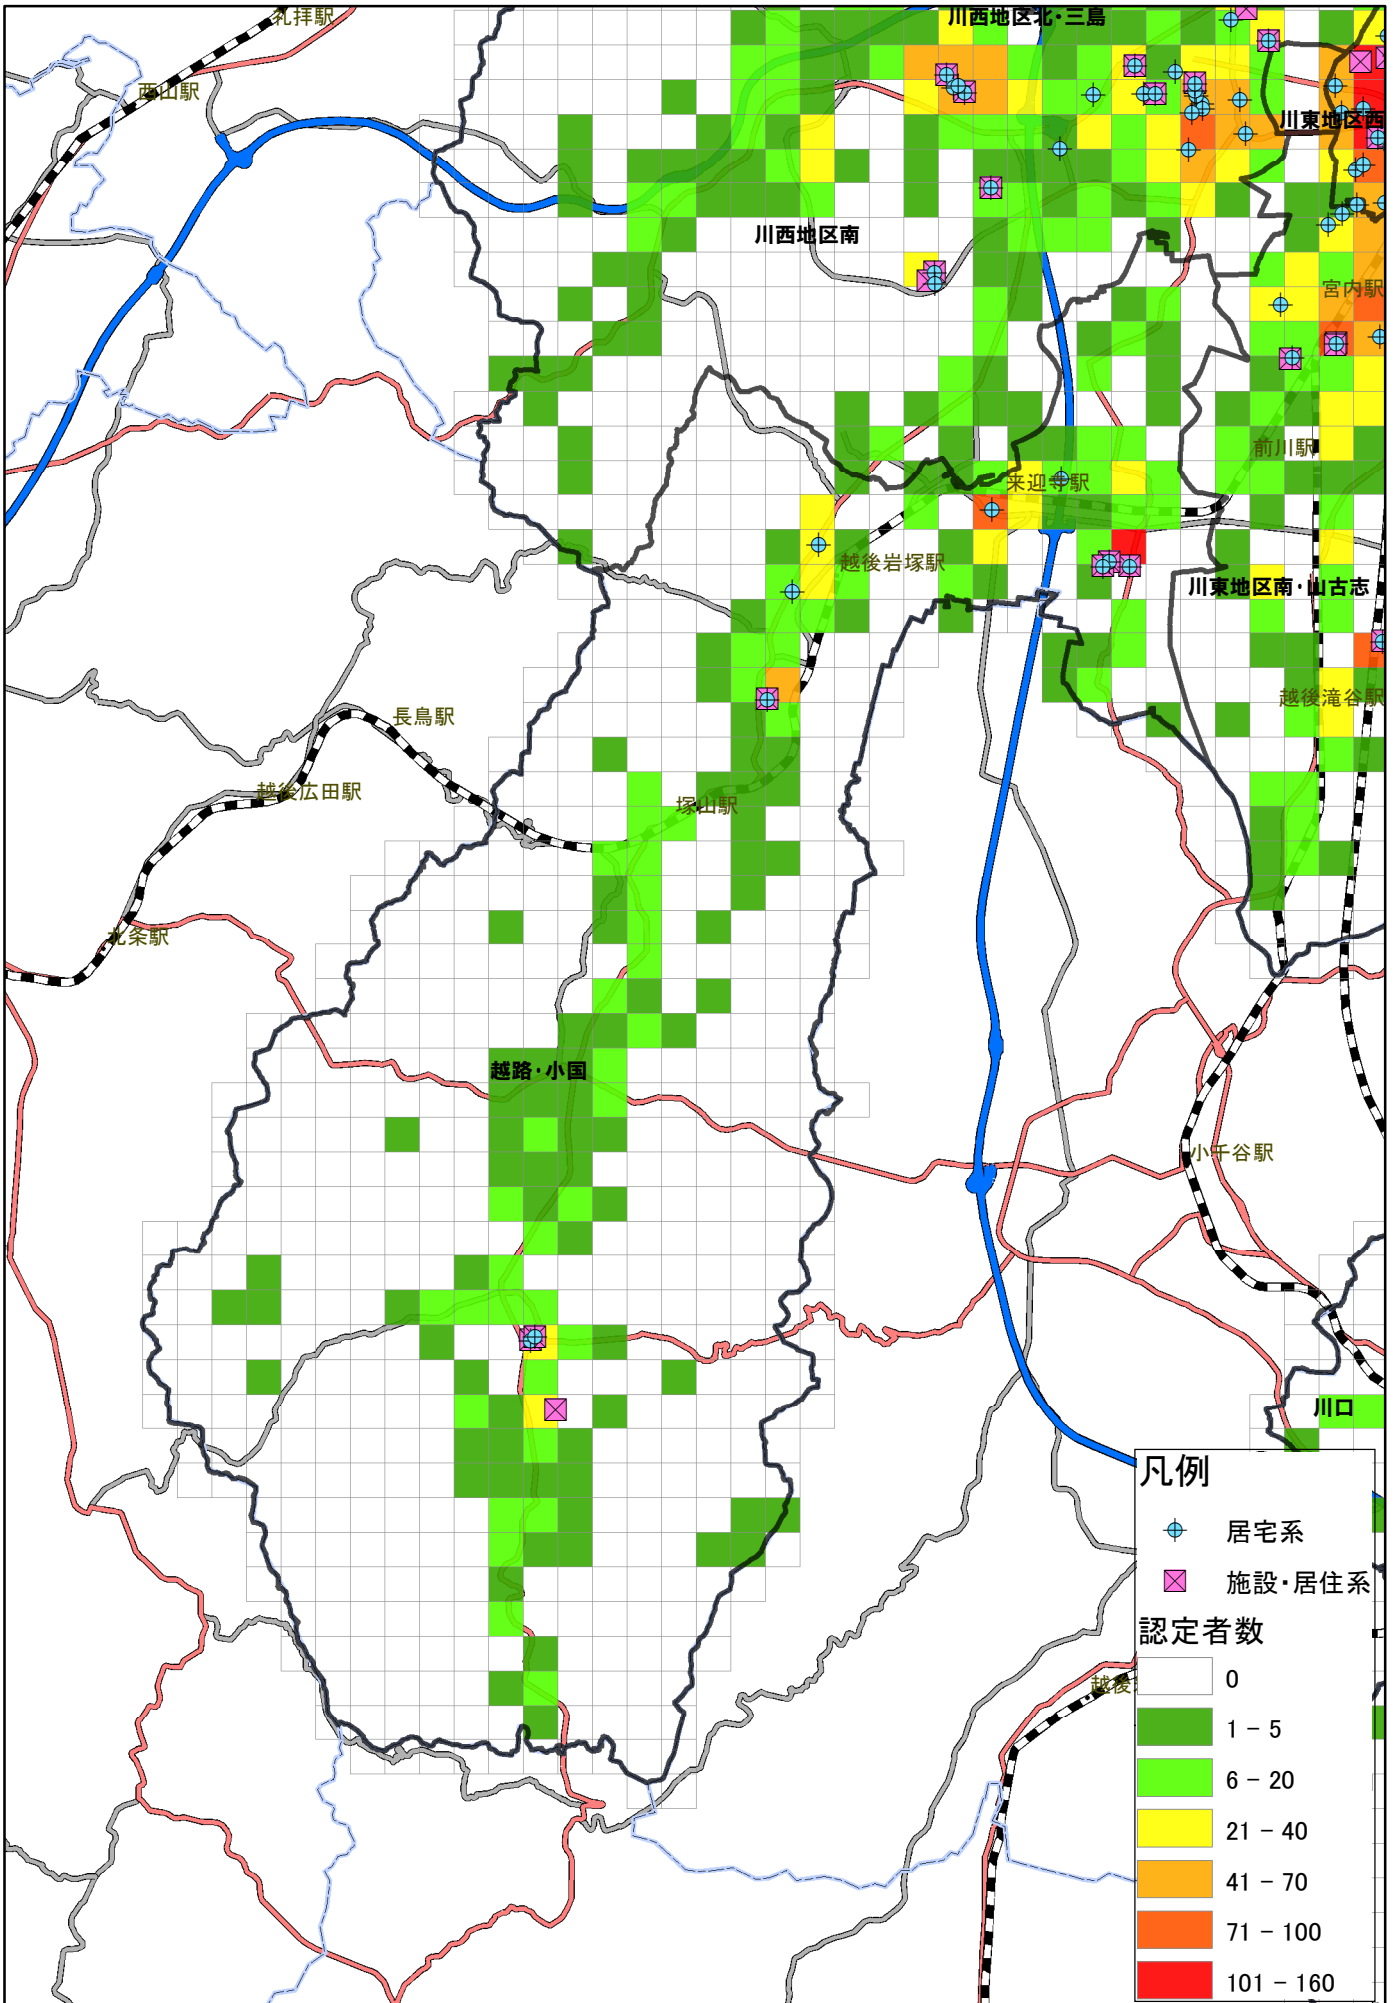 礼拝駅
川西地区北・三島
西山駅
川東地区西
川西地区南
宮内駅
前川駅
来迎寺駅
越後岩塚駅
川東地区南・山古志
越後滝谷駅
長鳥駅
越後広田駅
塚山駅
北条駅
越路・小国
小千谷駅
川口
凡例
居宅系
施設・居住系
認定者数
0
1 - 5
6 - 20
21 - 40
41 - 70
71 - 100
101 - 160
越後